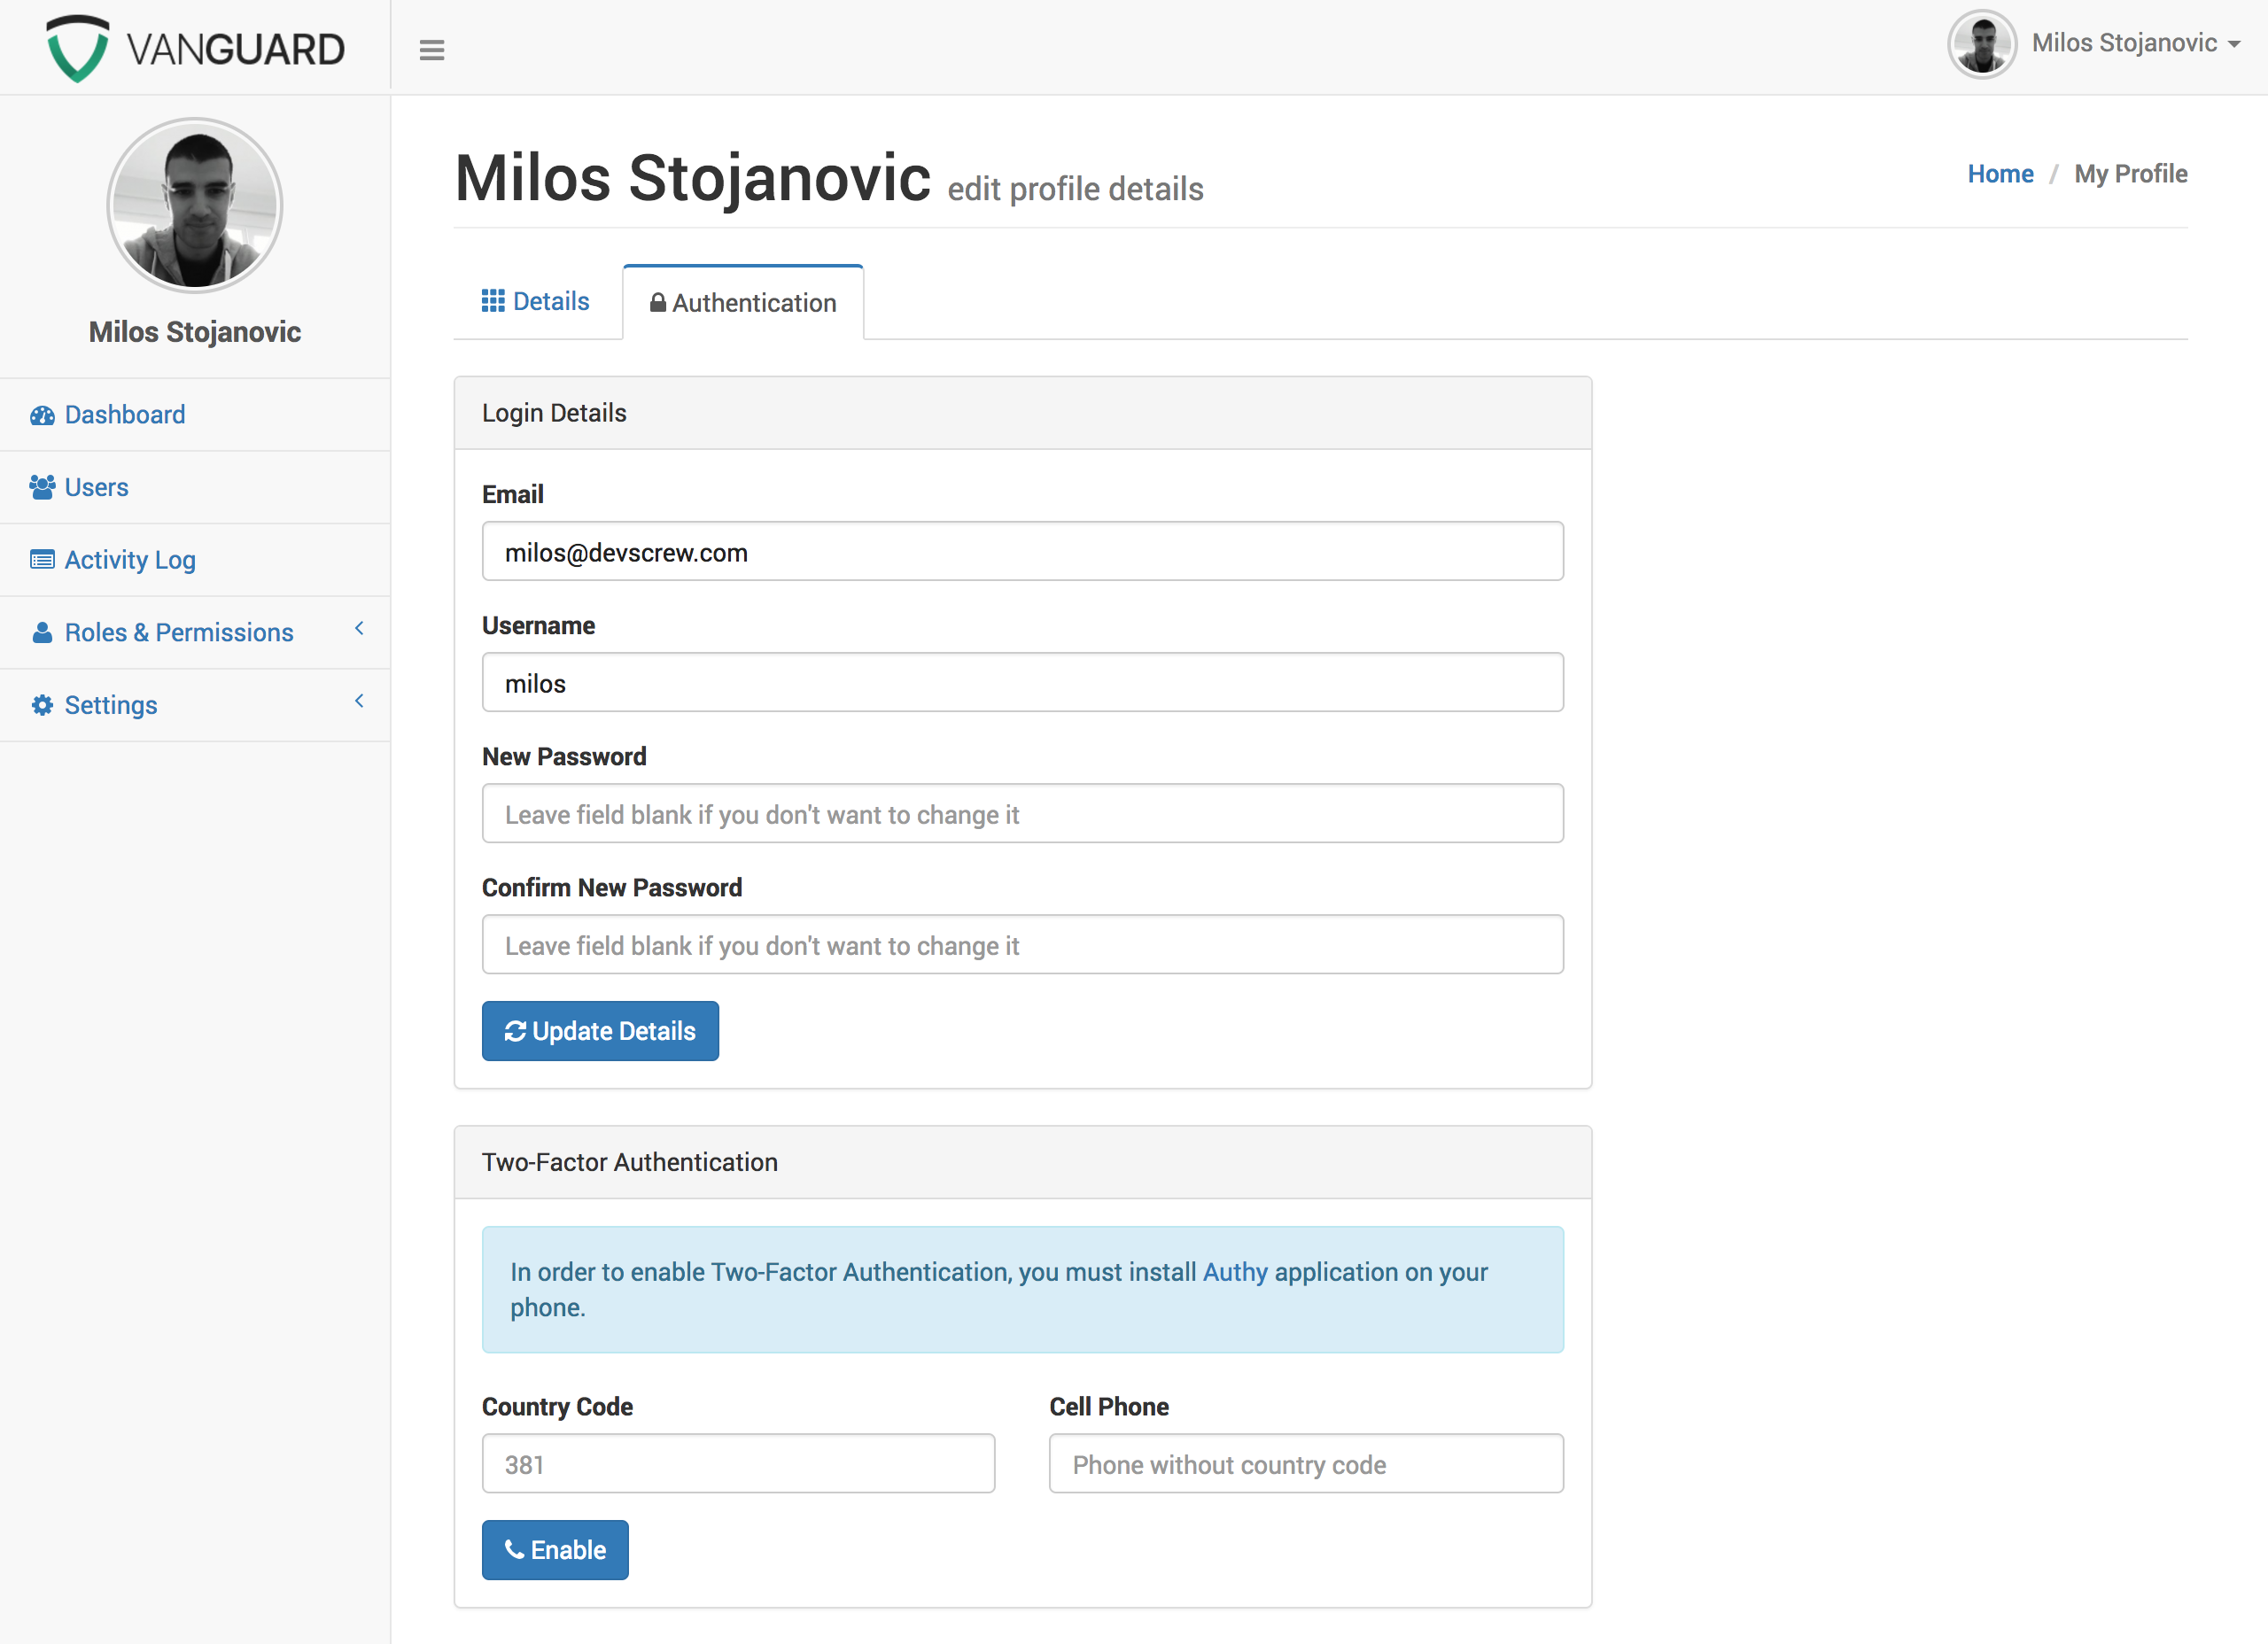 VANGUARD
Milos Stojanovic
Milos Stojanovic
Dashboard
Users
Activity Log
Roles & Permissions
Settings
Milos Stojanovic edit profile details
Home / My Profile
Details
Authentication
Login Details
Email
milos@devscrew.com
Username
milos
New Password
Leave field blank if you don't want to change it
Confirm New Password
Leave field blank if you don't want to change it
Update Details
Two-Factor Authentication
In order to enable Two-Factor Authentication, you must install Authy application on your
phone.
Country Code
Cell Phone
381
Phone without country code
Enable